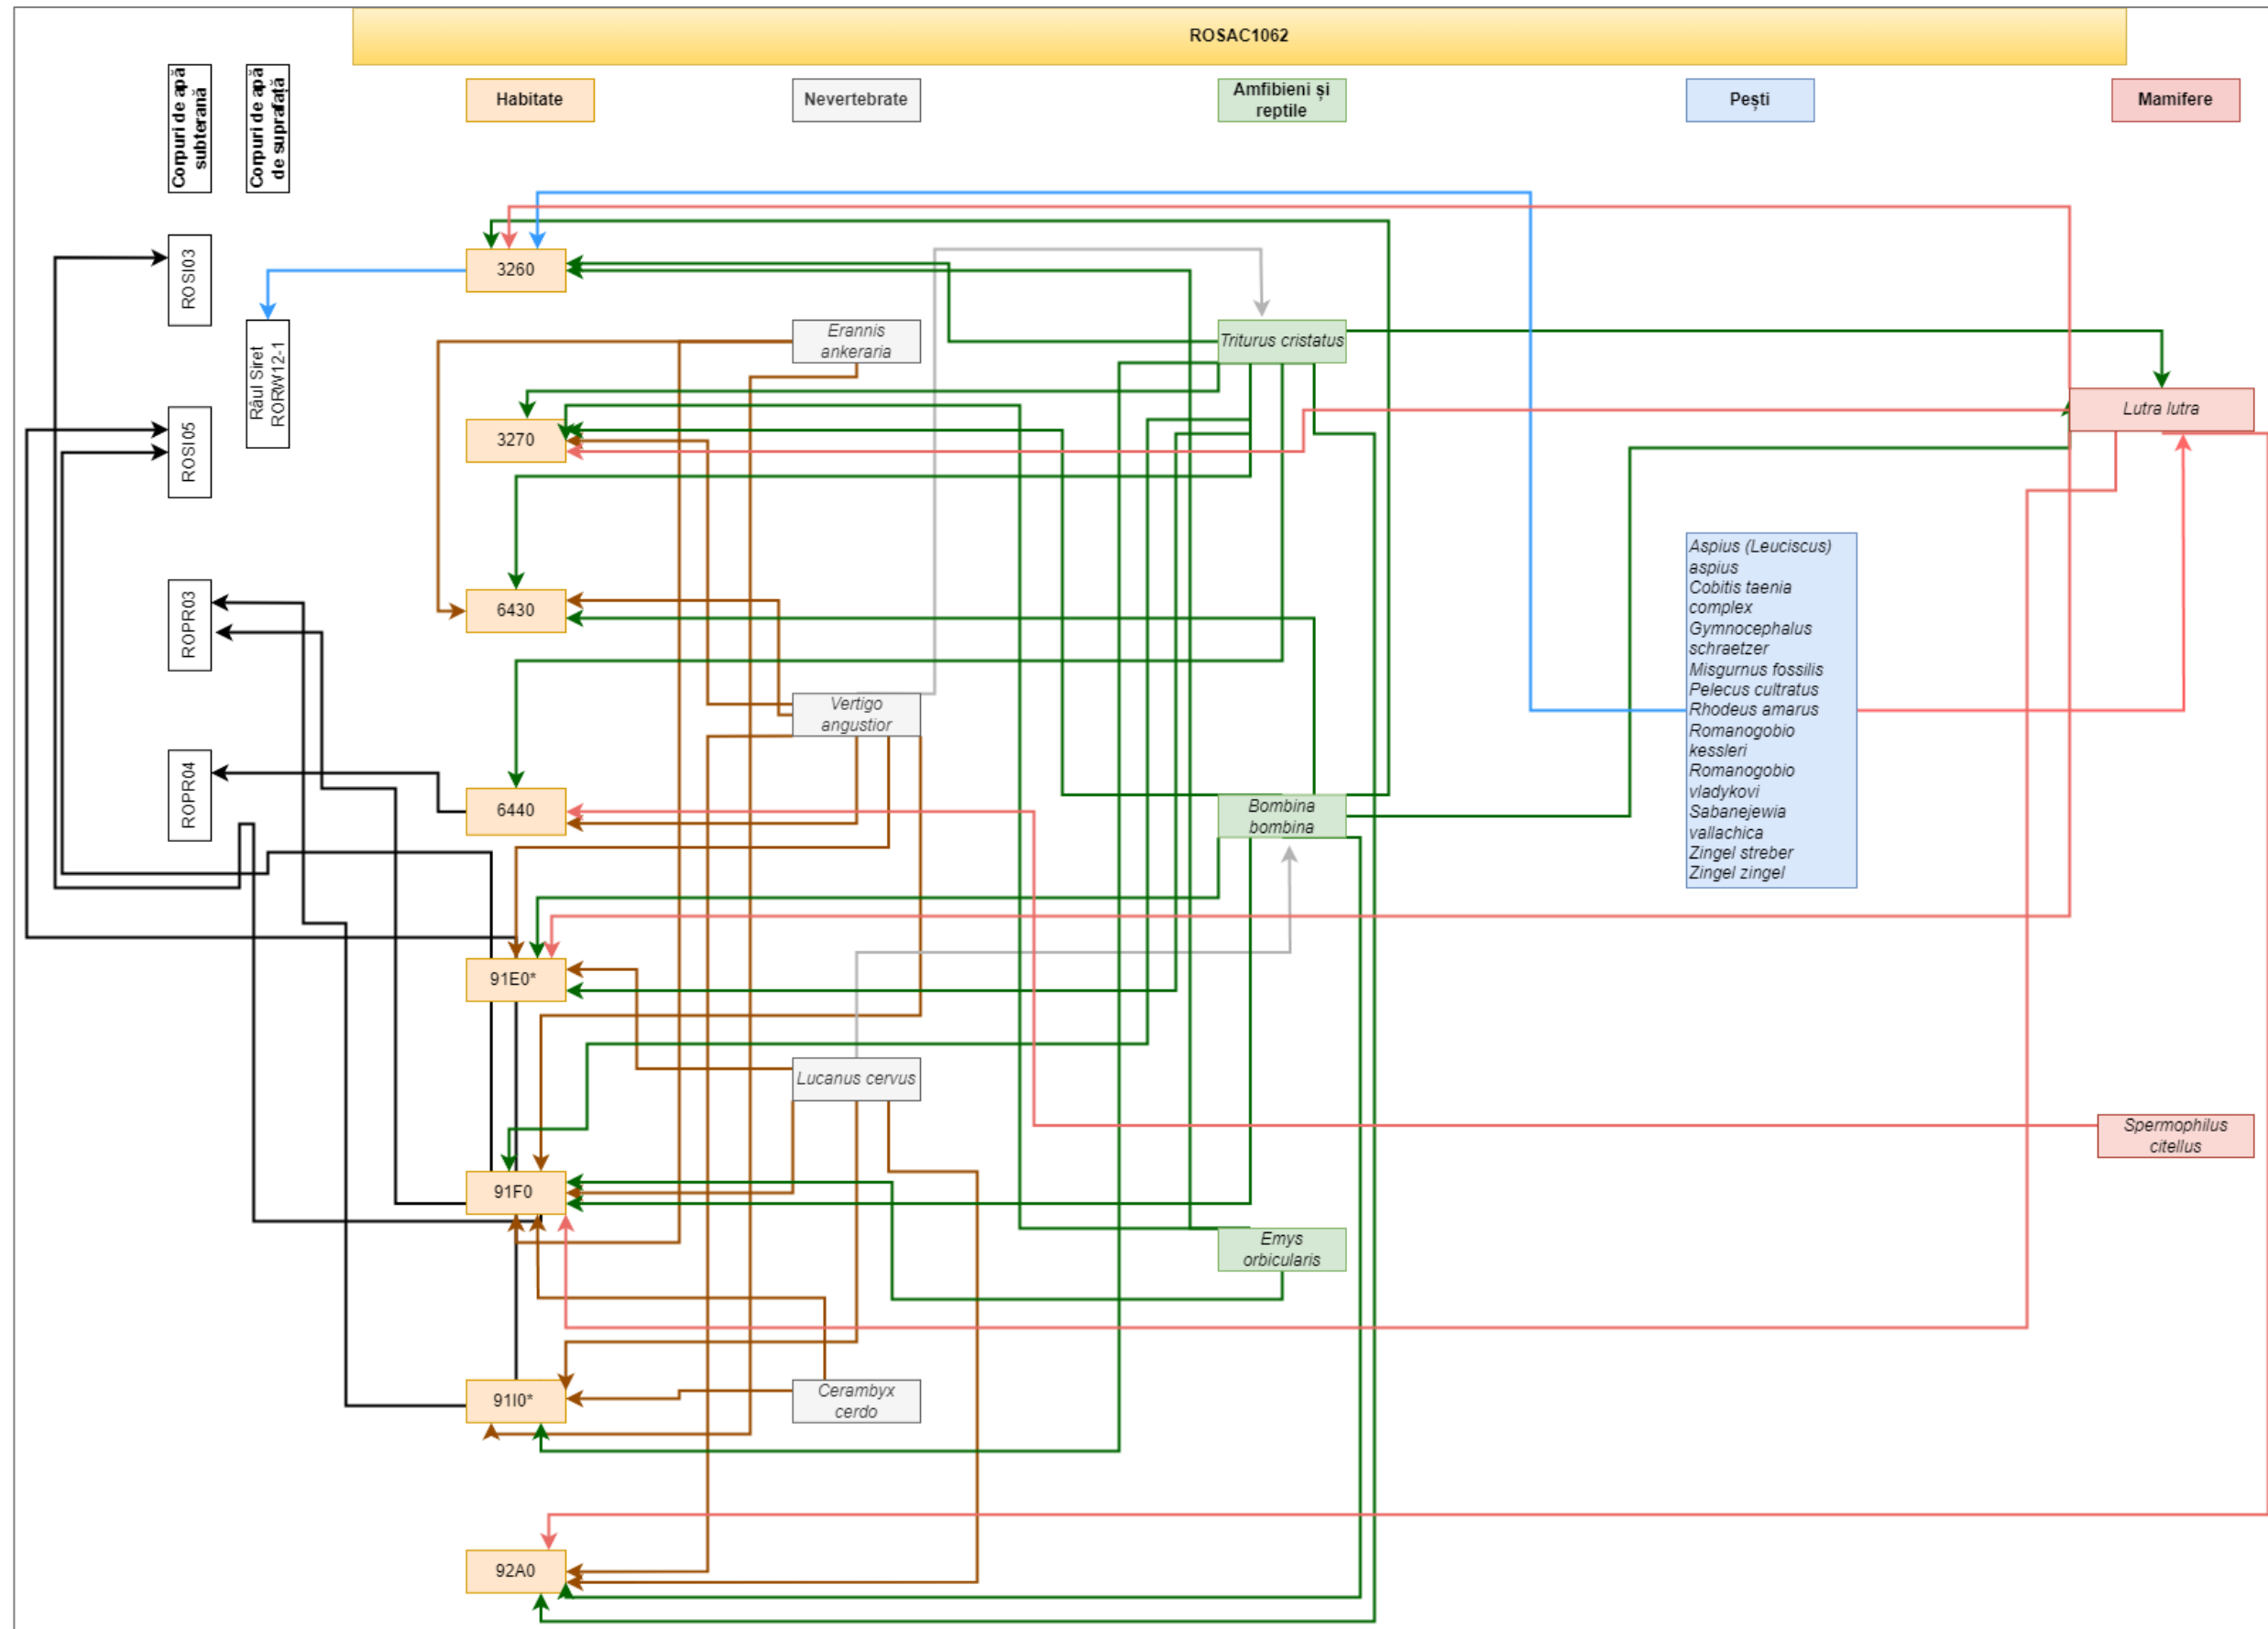 ROSAC1062
Corpuri de apă
subterană
Corpuri de apă
de suprafață
Habitate
Nevertebrate
Amfibieni și
reptile
Pești
Mamifere
ROSI03
3260
Râul Siret
RORW12-1
Erannis
ankeraria
Triturus cristatus
Lutra lutra
ROSI05
3270
ROPR03
6430
Aspius (Leuciscus)
aspius
Cobitis taenia
complex
Gymnocephalus
schraetzer
Misgurnus fossilis
Pelecus cultratus
Rhodeus amarus
Romanogobio
kessleri
Romanogobio
vladykovi
Sabanejewia
vallachica
Zingel streber
Zingel zingel
Vertigo
angustior
ROPR04
6440
Bombina
bombina
91E0*
Lucanus cervus
Spermophilus
citellus
91F0
Emys
orbicularis
91I0*
Cerambyx
cerdo
92A0